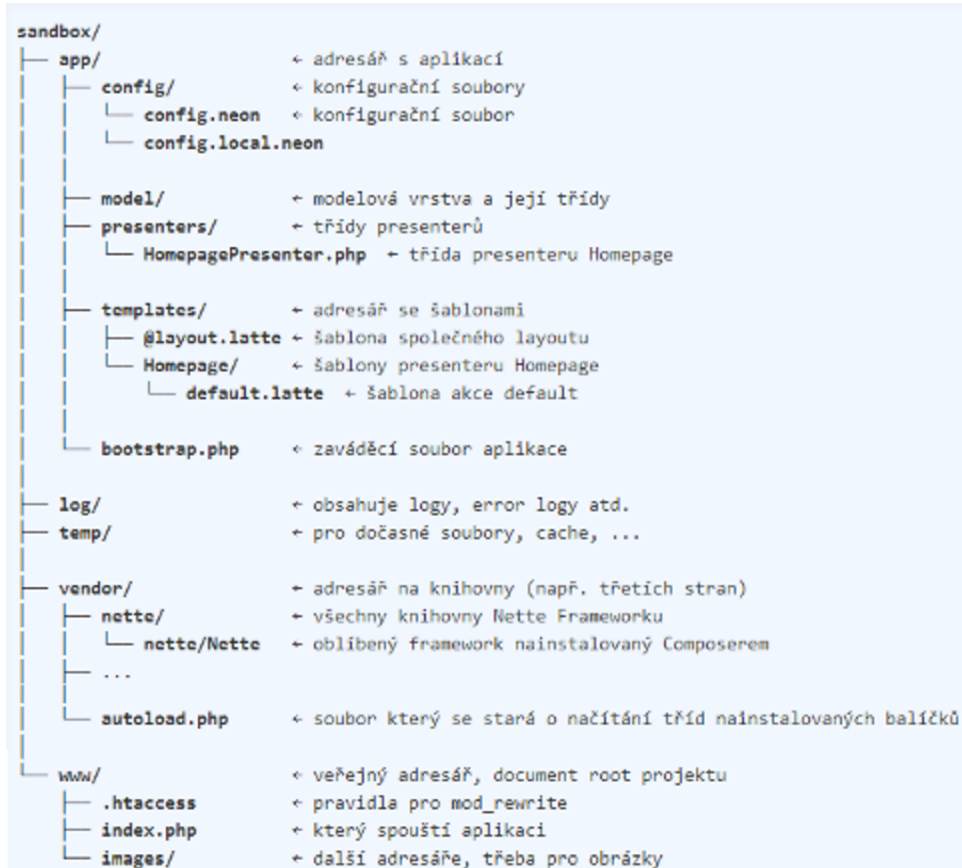 sandbox/
├── app/ ← adresář s aplikací
│ ├── config/ ← konfigurační soubory
│ │ └── config.neon ← konfigurační soubor
│ │ └── config.local.neon
│ │
│ ├── model/ ← modelová vrstva a její třídy
│ ├── presenters/ ← třídy presenterů
│ │ └── HomepagePresenter.php ← třída presenteru Homepage
│ │
│ ├── templates/ ← adresář se šablonami
│ │ ├── @layout.latte ← šablona společného layoutu
│ │ └── Homepage/ ← šablony presenteru Homepage
│ │ └── default.latte ← šablona akce default
│ │
│ └── bootstrap.php ← zaváděcí soubor aplikace
│
├── log/ ← obsahuje logy, error logy atd.
├── temp/ ← pro dočasné soubory, cache, ...
│
├── vendor/ ← adresář na knihovny (např. třetích stran)
│ ├── nette/ ← všechny knihovny Nette Frameworku
│ │ └── nette/Nette ← oblíbený framework nainstalovaný Composerem
│ ├── ...
│ │
│ └── autoload.php ← soubor který se stará o načítání tříd nainstalovaných balíčků
│
└── www/ ← veřejný adresář, document root projektu
├── .htaccess ← pravidla pro mod_rewrite
├── index.php ← který spouští aplikaci
└── images/ ← další adresáře, třeba pro obrázky